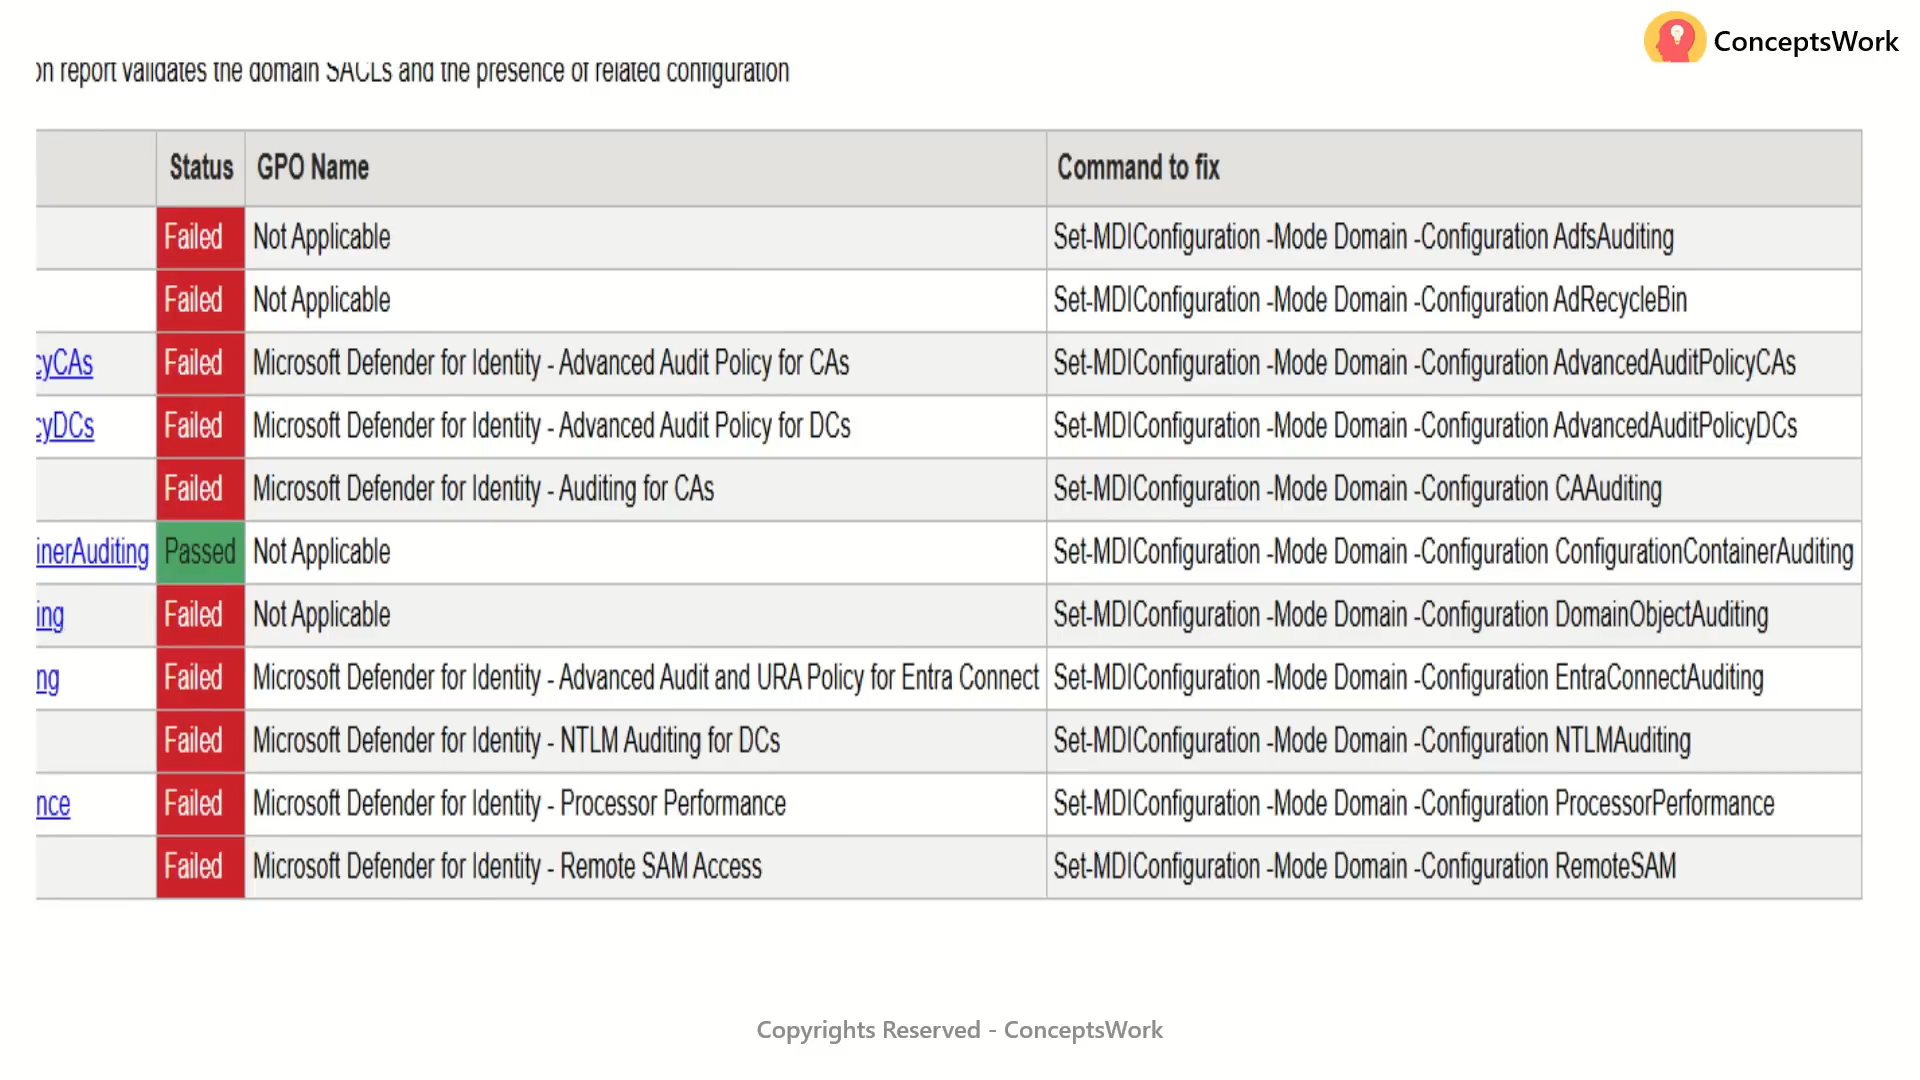 ConceptsWork
on report validates the domain SACLs and the presence of related configuration
Status GPO Name Command to fix
Failed Not Applicable Set-MDIConfiguration -Mode Domain -Configuration AdfsAuditing
Failed Not Applicable Set-MDIConfiguration -Mode Domain -Configuration AdRecycleBin
cyCAs Failed Microsoft Defender for Identity - Advanced Audit Policy for CAs Set-MDIConfiguration -Mode Domain -Configuration AdvancedAuditPolicyCAs
cyDCs Failed Microsoft Defender for Identity - Advanced Audit Policy for DCs Set-MDIConfiguration -Mode Domain -Configuration AdvancedAuditPolicyDCs
Failed Microsoft Defender for Identity - Auditing for CAs Set-MDIConfiguration -Mode Domain -Configuration CAAuditing
inerAuditing Passed Not Applicable Set-MDIConfiguration -Mode Domain -Configuration ConfigurationContainerAuditing
ing Failed Not Applicable Set-MDIConfiguration -Mode Domain -Configuration DomainObjectAuditing
ng Failed Microsoft Defender for Identity - Advanced Audit and URA Policy for Entra Connect Set-MDIConfiguration -Mode Domain -Configuration EntraConnectAuditing
Failed Microsoft Defender for Identity - NTLM Auditing for DCs Set-MDIConfiguration -Mode Domain -Configuration NTLMAuditing
nce Failed Microsoft Defender for Identity - Processor Performance Set-MDIConfiguration -Mode Domain -Configuration ProcessorPerformance
Failed Microsoft Defender for Identity - Remote SAM Access Set-MDIConfiguration -Mode Domain -Configuration RemoteSAM
Copyrights Reserved - ConceptsWork